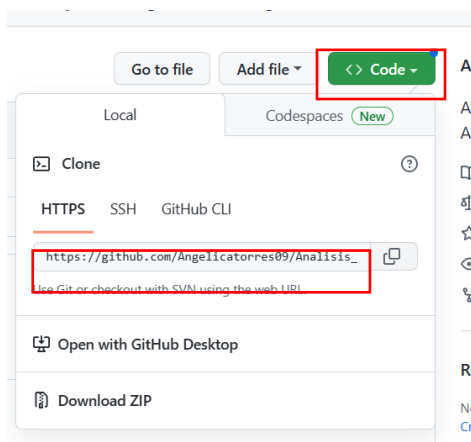 Go to file Add file <> Code
Local Codespaces New
Clone
HTTPS SSH GitHub CLI
https://github.com/Angelicatorres09/Analisis_
Use Git or checkout with SVN using the web URL.
Open with GitHub Desktop
Download ZIP